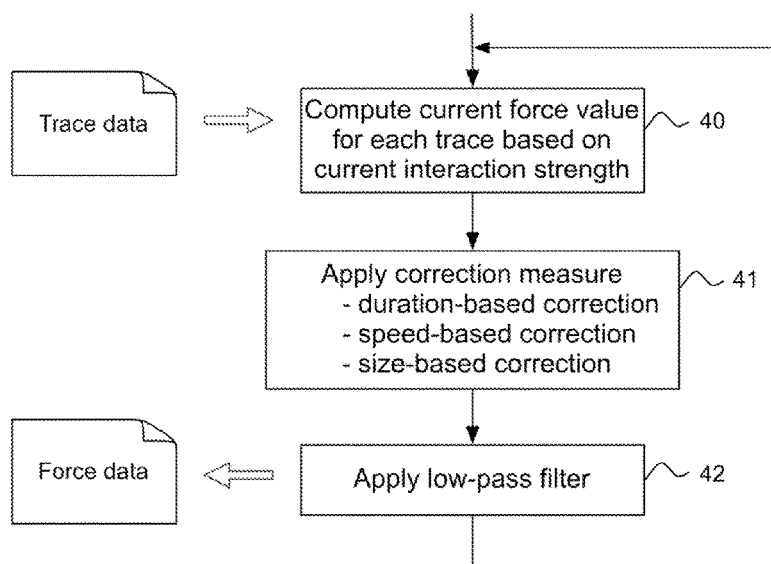 Trace data
Compute current force value
for each trace based on
current interaction strength
40
Apply correction measure
- duration-based correction
- speed-based correction
- size-based correction
41
Force data
Apply low-pass filter
42